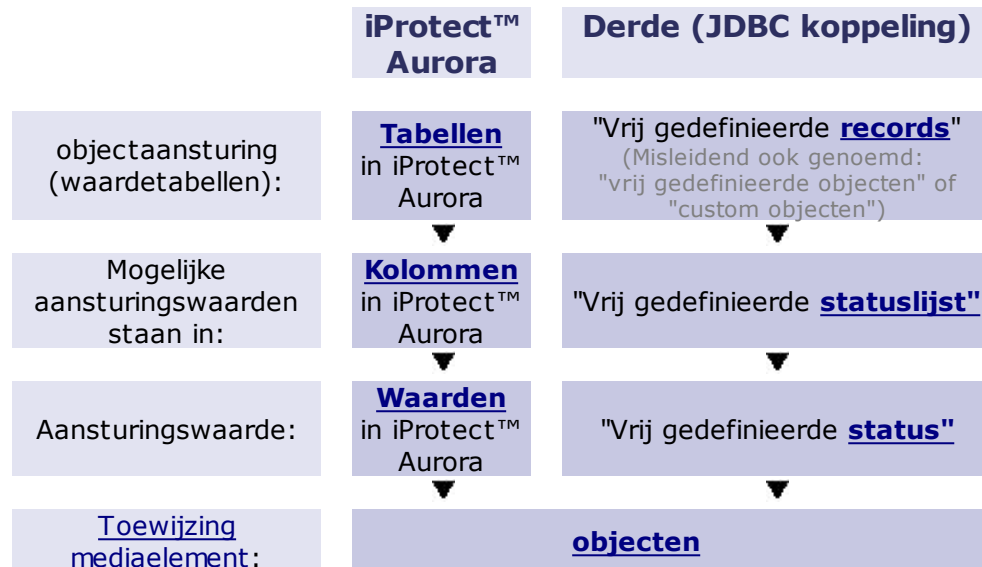 iProtect™
Aurora
Derde (JDBC koppeling)
objectaansturing
(waardetabellen):
Tabellen
in iProtect™
Aurora
"Vrij gedefinieerde records"
(Misleidend ook genoemd:
"vrij gedefinieerde objecten" of
"custom objecten")
Mogelijke
aansturingswaarden
staan in:
Kolommen
in iProtect™
Aurora
"Vrij gedefinieerde statuslijst"
Aansturingswaarde:
Waarden
in iProtect™
Aurora
"Vrij gedefinieerde status"
Toewijzing
mediaelement:
objecten